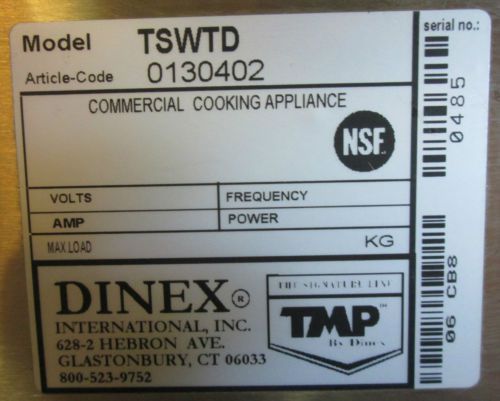 Model TSWTD
Article-Code 0130402
serial no.:
0485
06 CB8
COMMERCIAL COOKING APPLIANCE
NSF
VOLTS FREQUENCY
AMP POWER
MAX LOAD KG
DINEX®
INTERNATIONAL, INC.
628-2 HEBRON AVE.
GLASTONBURY, CT 06033
800-523-9752
THE SIGNATURE LINE
TMP™
By Dinex